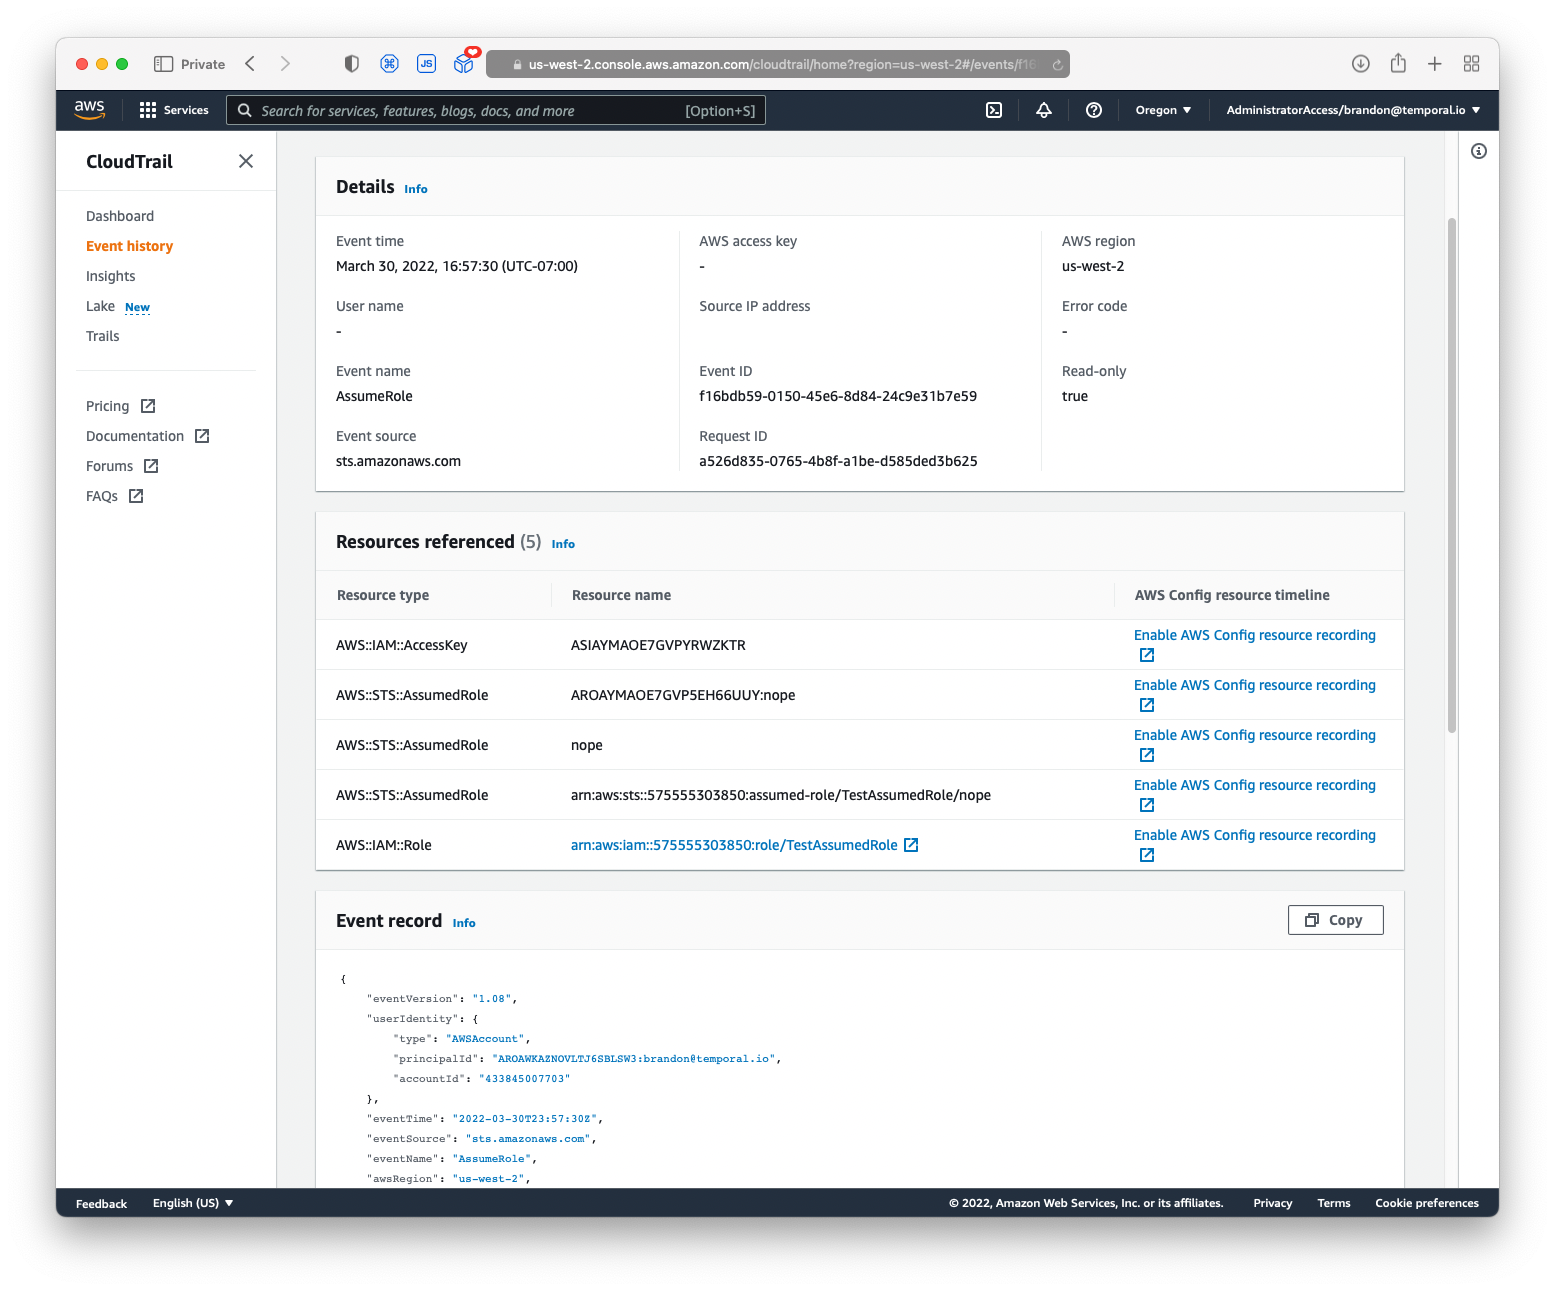 Private
JS
us-west-2.console.aws.amazon.com/cloudtrail/home?region=us-west-2#/events/f16
aws
Services
Search for services, features, blogs, docs, and more
[Option+S]
Oregon
AdministratorAccess/brandon@temporal.io
CloudTrail
Dashboard
Event history
Insights
Lake New
Trails
Pricing
Documentation
Forums
FAQs
Details Info
Event time
March 30, 2022, 16:57:30 (UTC-07:00)
User name
-
Event name
AssumeRole
Event source
sts.amazonaws.com
AWS access key
-
Source IP address
Event ID
f16bdb59-0150-45e6-8d84-24c9e31b7e59
Request ID
a526d835-0765-4b8f-a1be-d585ded3b625
AWS region
us-west-2
Error code
-
Read-only
true
Resources referenced (5) Info
Resource type Resource name AWS Config resource timeline
AWS::IAM::AccessKey ASIAYMAOE7GVPYRWZKTR Enable AWS Config resource recording
AWS::STS::AssumedRole AROAYMAOE7GVP5EH66UUY:nope Enable AWS Config resource recording
AWS::STS::AssumedRole nope Enable AWS Config resource recording
AWS::STS::AssumedRole arn:aws:sts::575555303850:assumed-role/TestAssumedRole/nope Enable AWS Config resource recording
AWS::IAM::Role arn:aws:iam::575555303850:role/TestAssumedRole Enable AWS Config resource recording
Event record Info
Copy
{
"eventVersion": "1.08",
"userIdentity": {
"type": "AWSAccount",
"principalId": "AROAWKAZNOVLTJ6SBLSW3:brandon@temporal.io",
"accountId": "433845007703"
},
"eventTime": "2022-03-30T23:57:30Z",
"eventSource": "sts.amazonaws.com",
"eventName": "AssumeRole",
"awsRegion": "us-west-2",
Feedback English (US)
© 2022, Amazon Web Services, Inc. or its affiliates. Privacy Terms Cookie preferences